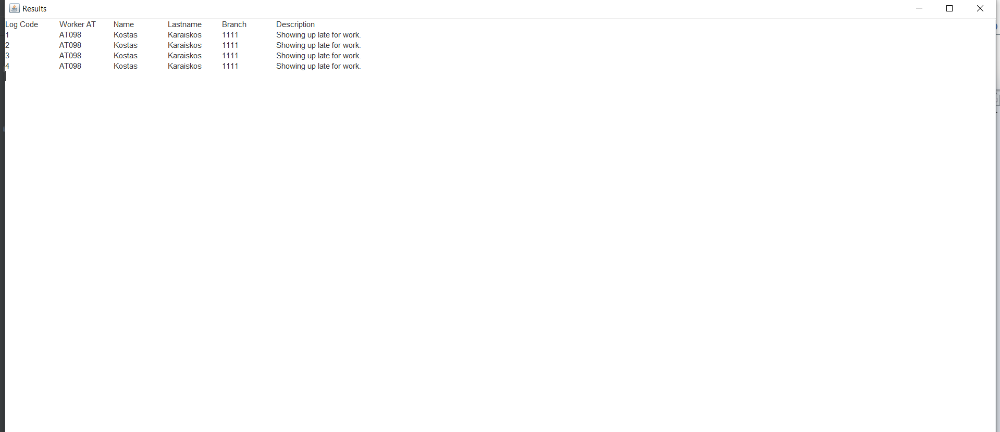 Results
Log Code Worker AT Name Lastname Branch Description
1 AT098 Kostas Karaiskos 1111 Showing up late for work.
2 AT098 Kostas Karaiskos 1111 Showing up late for work.
3 AT098 Kostas Karaiskos 1111 Showing up late for work.
4 AT098 Kostas Karaiskos 1111 Showing up late for work.